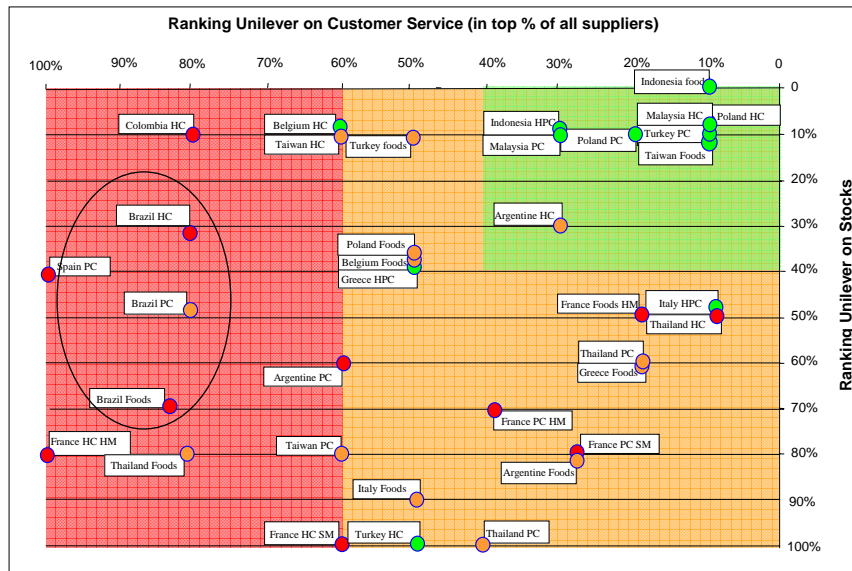 Ranking Unilever on Customer Service (in top % of all suppliers)
100% 90% 80% 70% 60% 50% 40% 30% 20% 10% 0
Indonesia food
0
Colombia HC
Belgium HC
Indonesia HPC
Malaysia HC
Poland HC
Taiwan HC
Turkey foods
Malaysia PC
Poland PC
Turkey PC
10%
Taiwan Foods
20%
Brazil HC
Argentine HC
30%
Poland Foods
Spain PC
Belgium Foods
Greece HPC
40%
Brazil PC
France Foods HM
Italy HPC
Thailand HC
50%
Thailand PC
Argentine PC
Greece Foods
60%
Brazil Foods
France PC HM
70%
France HC HM
Thailand Foods
Taiwan PC
France PC SM
Argentine Foods
80%
Italy Foods
90%
France HC SM
Turkey HC
Thailand PC
100%
Ranking Unilever on Stocks